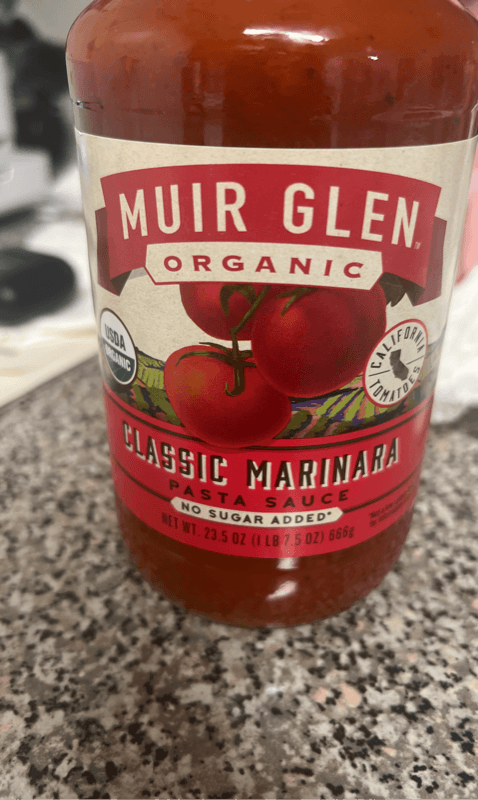 MUIR GLEN™
ORGANIC
USDA
ORGANIC
CALIFORNIA
TOMATOES
CLASSIC MARINARA
PASTA SAUCE
NO SUGAR ADDED*
NET WT. 23.5 OZ (1 LB 7.5 OZ) 666g